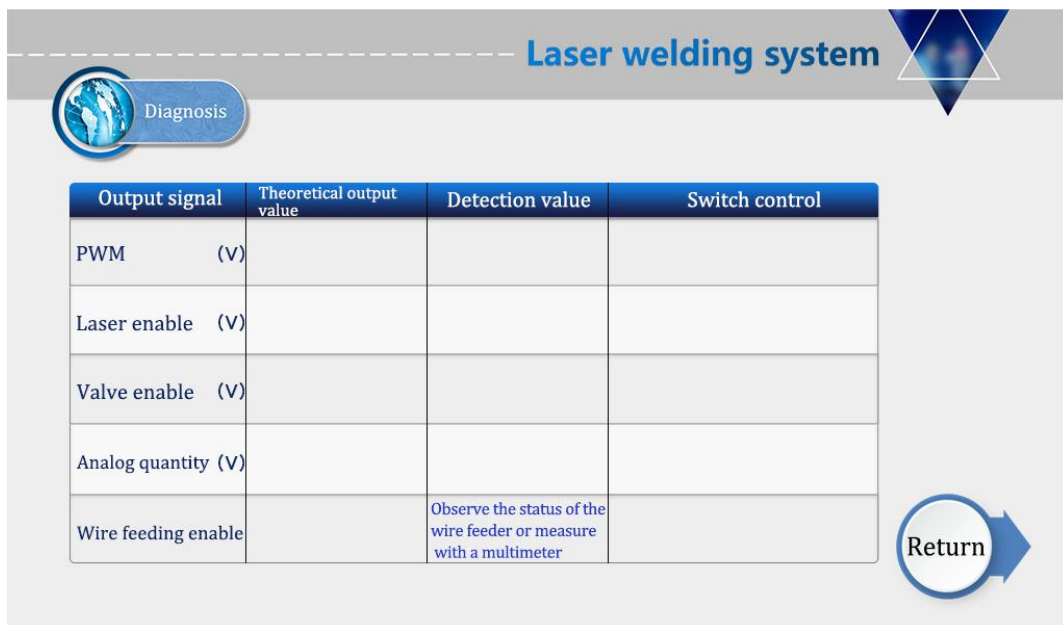 Laser welding system
Diagnosis
Output signal
Theoretical output
value
Detection value
Switch control
PWM (V)
Laser enable (V)
Valve enable (V)
Analog quantity (V)
Wire feeding enable
Observe the status of the
wire feeder or measure
with a multimeter
Return